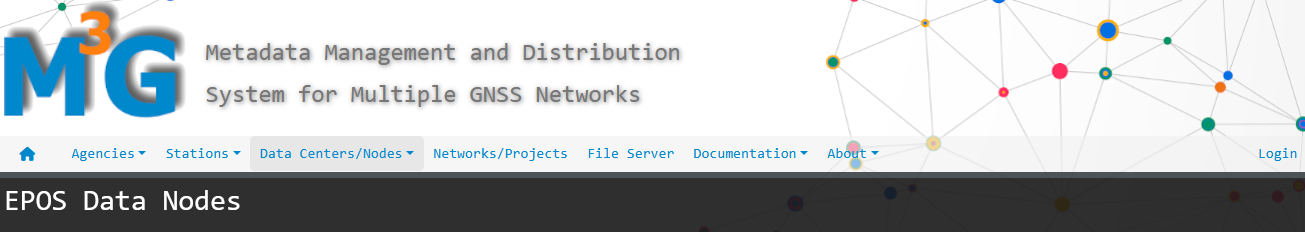 M3G
Metadata Management and Distribution
System for Multiple GNSS Networks
Agencies Stations Data Centers/Nodes Networks/Projects File Server Documentation About Login
EPOS Data Nodes